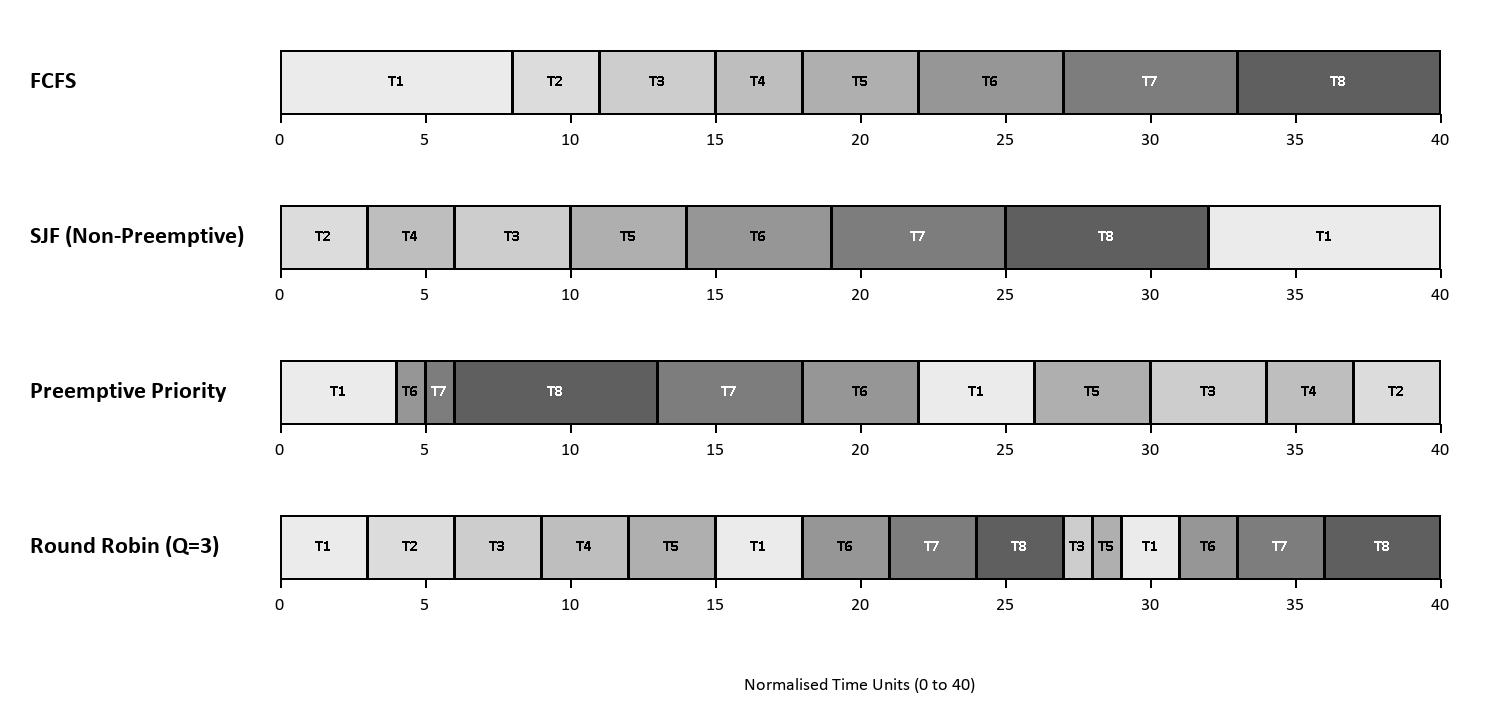 FCFS
T1 T2 T3 T4 T5 T6 T7 T8
0 5 10 15 20 25 30 35 40
SJF (Non-Preemptive)
T2 T4 T3 T5 T6 T7 T8 T1
0 5 10 15 20 25 30 35 40
Preemptive Priority
T1 T6 T7 T8 T7 T6 T1 T5 T3 T4 T2
0 5 10 15 20 25 30 35 40
Round Robin (Q=3)
T1 T2 T3 T4 T5 T1 T6 T7 T8 T3 T5 T1 T6 T7 T8
0 5 10 15 20 25 30 35 40
Normalised Time Units (0 to 40)